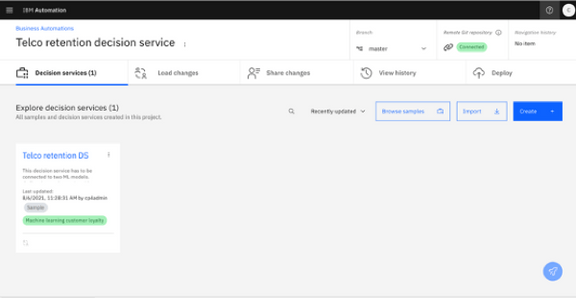 IBM Automation
C
Business Automations
Telco retention decision service
Branch
master
Remote Git repository
Connected
Navigation history
No item
Decision services (1)
Load changes
Share changes
View history
Deploy
Explore decision services (1)
All samples and decision services created in this project.
Recently updated
Browse samples
Import
Create +
Telco retention DS
This decision service has to be
connected to two ML models.
Last updated:
8/6/2021, 11:28:31 AM by cp4admin
Sample
Machine learning customer loyalty